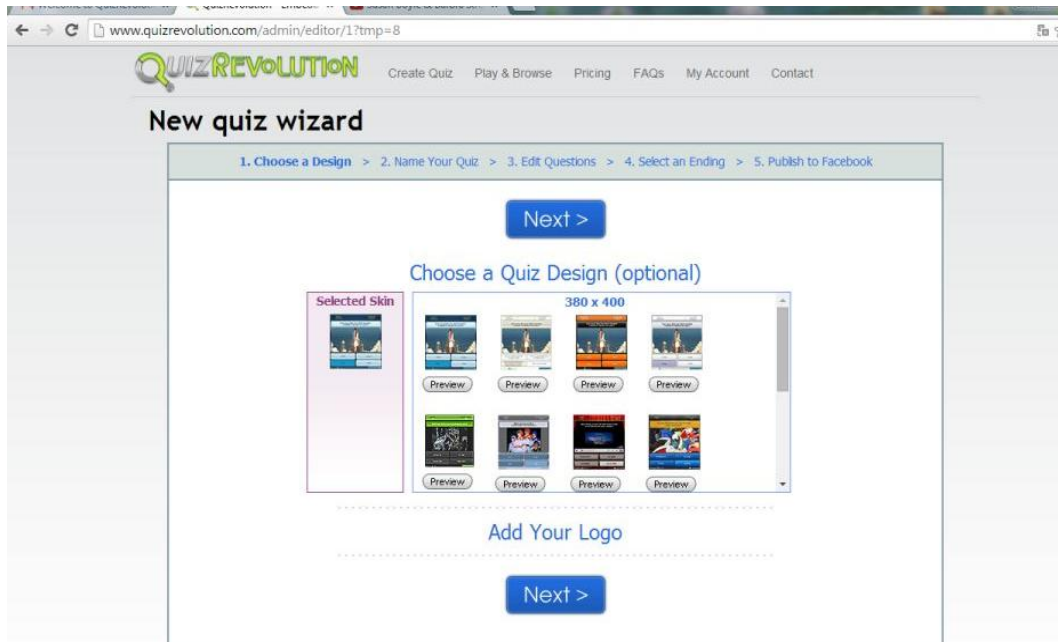 www.quizrevolution.com/admin/editor/1?tmp=8
QUIZREVOLUTION Create Quiz Play & Browse Pricing FAQs My Account Contact
New quiz wizard
1. Choose a Design > 2. Name Your Quiz > 3. Edit Questions > 4. Select an Ending > 5. Publish to Facebook
Next >
Choose a Quiz Design (optional)
Selected Skin 380 x 400
Preview Preview Preview Preview
Preview Preview Preview Preview
Add Your Logo
Next >